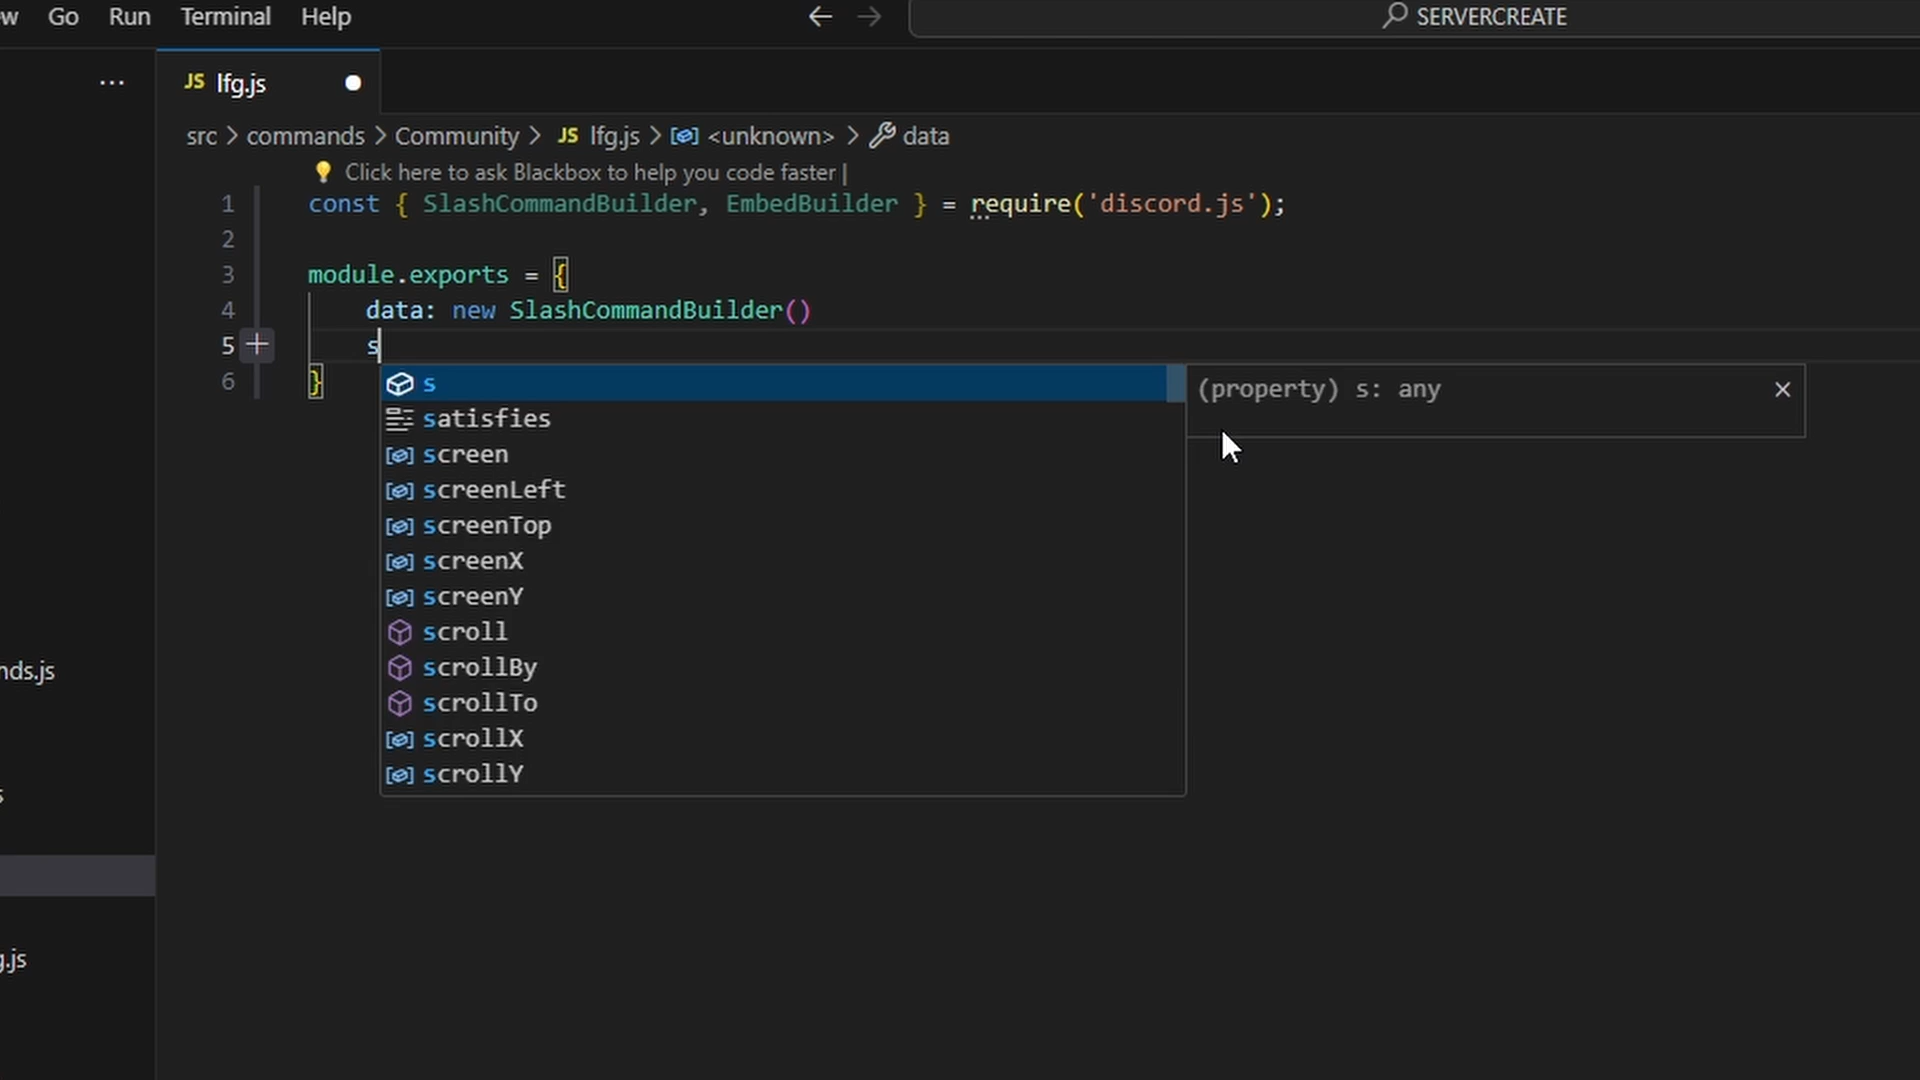 Go Run Terminal Help
SERVERCREATE
JS lfg.js
src > commands > Community > JS lfg.js > <unknown> > data
Click here to ask Blackbox to help you code faster |
1 const { SlashCommandBuilder, EmbedBuilder } = require('discord.js');
2
3 module.exports = {
4 data: new SlashCommandBuilder()
5 s
6 }
s
(property) s: any
satisfies
screen
screenLeft
screenTop
screenX
screenY
scroll
scrollBy
scrollTo
scrollX
scrollY
nds.js
g.js